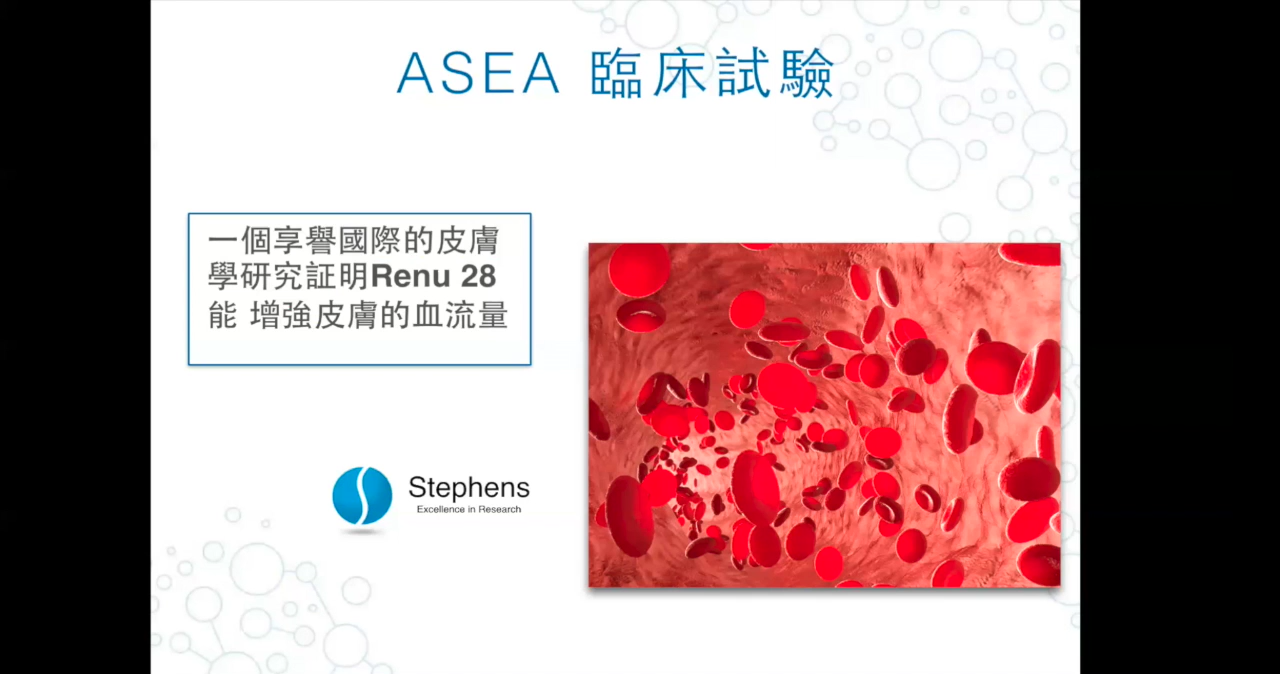 ASEA 臨床試驗
一個享譽國際的皮膚
學研究証明Renu 28
能 增強皮膚的血流量
Stephens
Excellence in Research